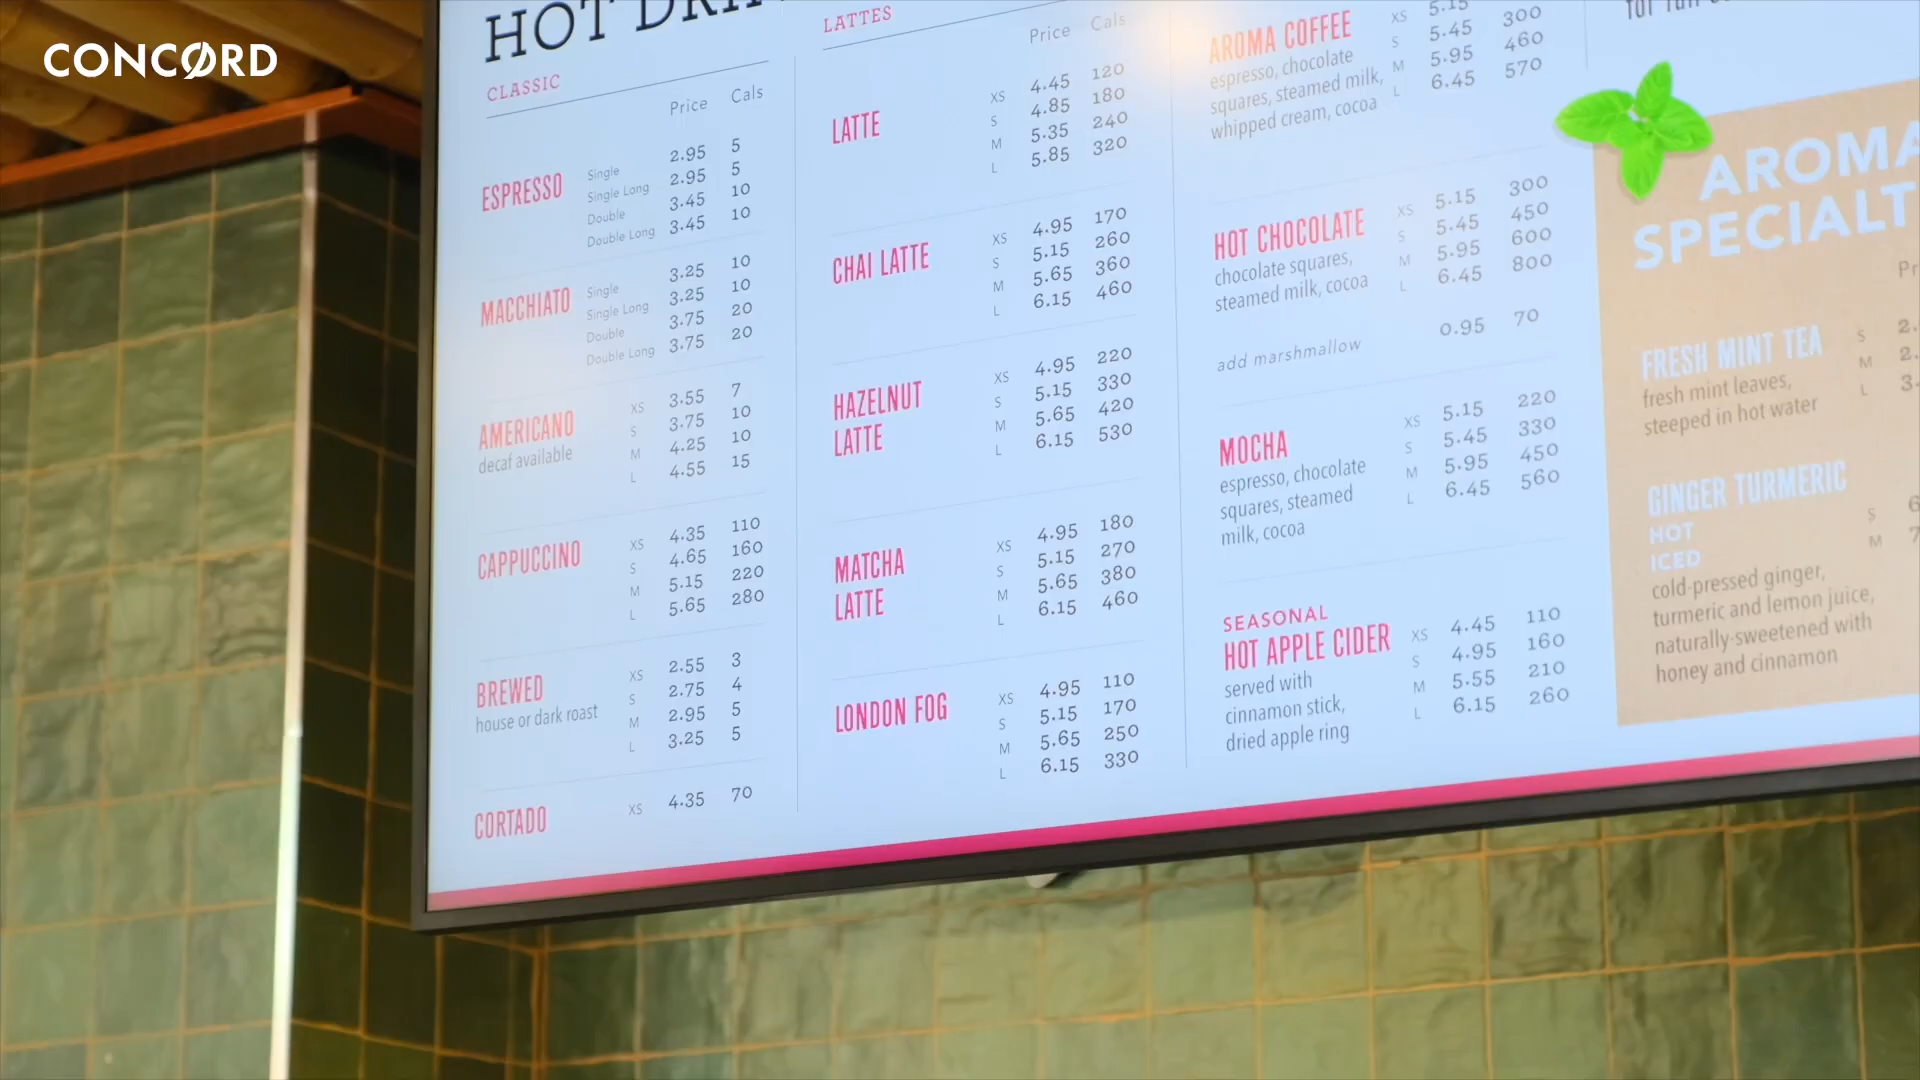 CONCØRD
HOT
CLASSIC
Price Cals
ESPRESSO
Single 2.95 5
Single Long 2.95 5
Double 3.45 10
Double Long 3.45 10
MACCHIATO
Single 3.25 10
Single Long 3.25 10
Double 3.75 20
Double Long 3.75 20
AMERICANO
decaf available
XS 3.55 7
S 3.75 10
M 4.25 10
L 4.55 15
CAPPUCCINO
XS 4.35 110
S 4.65 160
M 5.15 220
L 5.65 280
BREWED
house or dark roast
XS 2.55 3
S 2.75 4
M 2.95 5
L 3.25 5
CORTADO
XS 4.35 70
LATTES
Price Cals
LATTE
XS 4.45 120
S 4.85 180
M 5.35 240
L 5.85 320
CHAI LATTE
XS 4.95 170
S 5.15 260
M 5.65 360
L 6.15 460
HAZELNUT
LATTE
XS 4.95 220
S 5.15 330
M 5.65 420
L 6.15 530
MATCHA
LATTE
XS 4.95 180
S 5.15 270
M 5.65 380
L 6.15 460
LONDON FOG
XS 4.95 110
S 5.15 170
M 5.65 250
L 6.15 330
AROMA COFFEE
espresso, chocolate
squares, steamed milk,
whipped cream, cocoa
XS 5.15
S 5.45 300
M 5.95 460
L 6.45 570
HOT CHOCOLATE
chocolate squares,
steamed milk, cocoa
XS 5.15 300
S 5.45 450
M 5.95 600
L 6.45 800
add marshmallow 0.95 70
MOCHA
espresso, chocolate
squares, steamed
milk, cocoa
XS 5.15 220
S 5.45 330
M 5.95 450
L 6.45 560
SEASONAL
HOT APPLE CIDER
served with
cinnamon stick,
dried apple ring
XS 4.45 110
S 4.95 160
M 5.55 210
L 6.15 260
AROMA
SPECIALT
Pr
FRESH MINT TEA
fresh mint leaves,
steeped in hot water
S 2.
M 2.
L 3.
GINGER TURMERIC
HOT
ICED
cold-pressed ginger,
turmeric and lemon juice,
naturally-sweetened with
honey and cinnamon
S 6
M 7